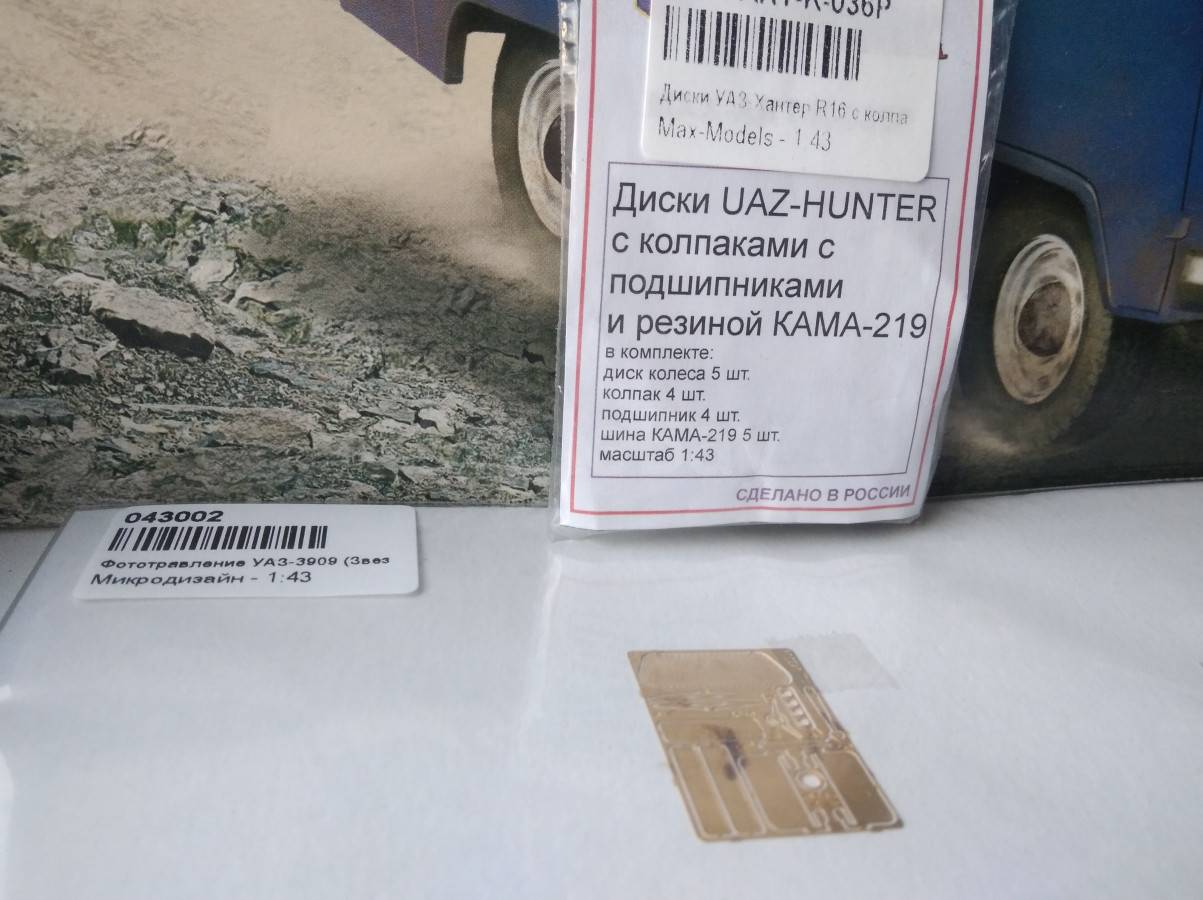 Диски УАЗ-Хантер R16 с колпа
Max-Models - 1 43
Диски UAZ-HUNTER
с колпаками с
подшипниками
и резиной КАМА-219
в комплекте:
диск колеса 5 шт.
колпак 4 шт.
подшипник 4 шт.
шина КАМА-219 5 шт.
масштаб 1:43
СДЕЛАНО В РОССИИ
043002
Фототравление УАЗ-3909 (Звез
Микродизайн - 1:43